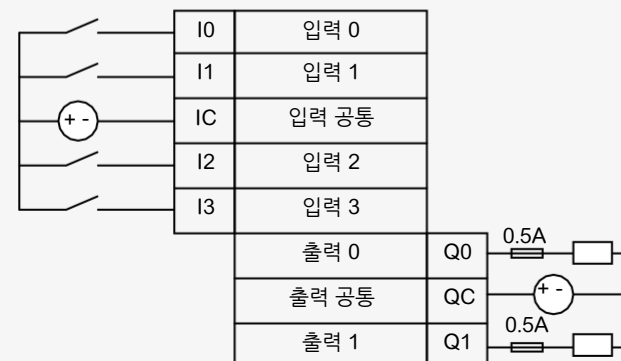 I0 입력 0
I1 입력 1
+ - IC 입력 공통
I2 입력 2
I3 입력 3
출력 0 Q0 0.5A
출력 공통 QC + -
출력 1 Q1 0.5A